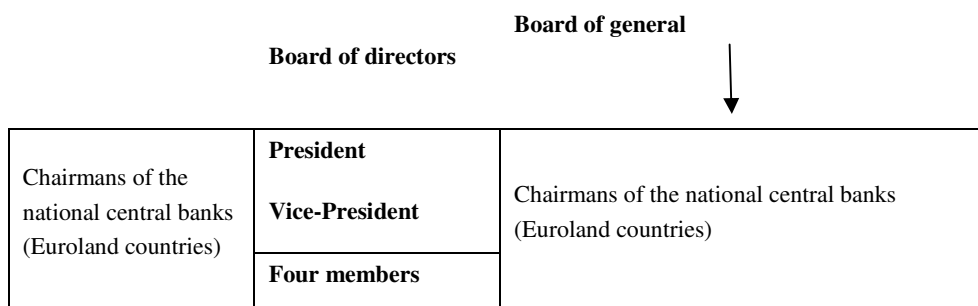 Board of general
Board of directors
Chairmans of the
national central banks
(Euroland countries)
President
Vice-President
Four members
Chairmans of the national central banks
(Euroland countries)